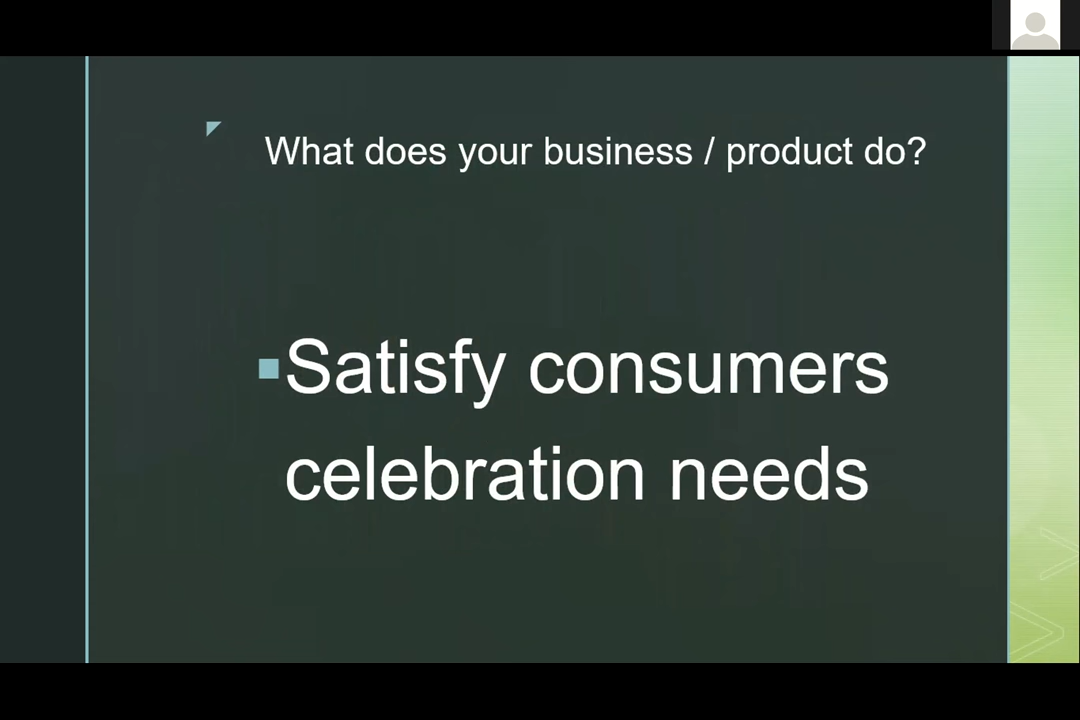 What does your business / product do?
Satisfy consumers
celebration needs